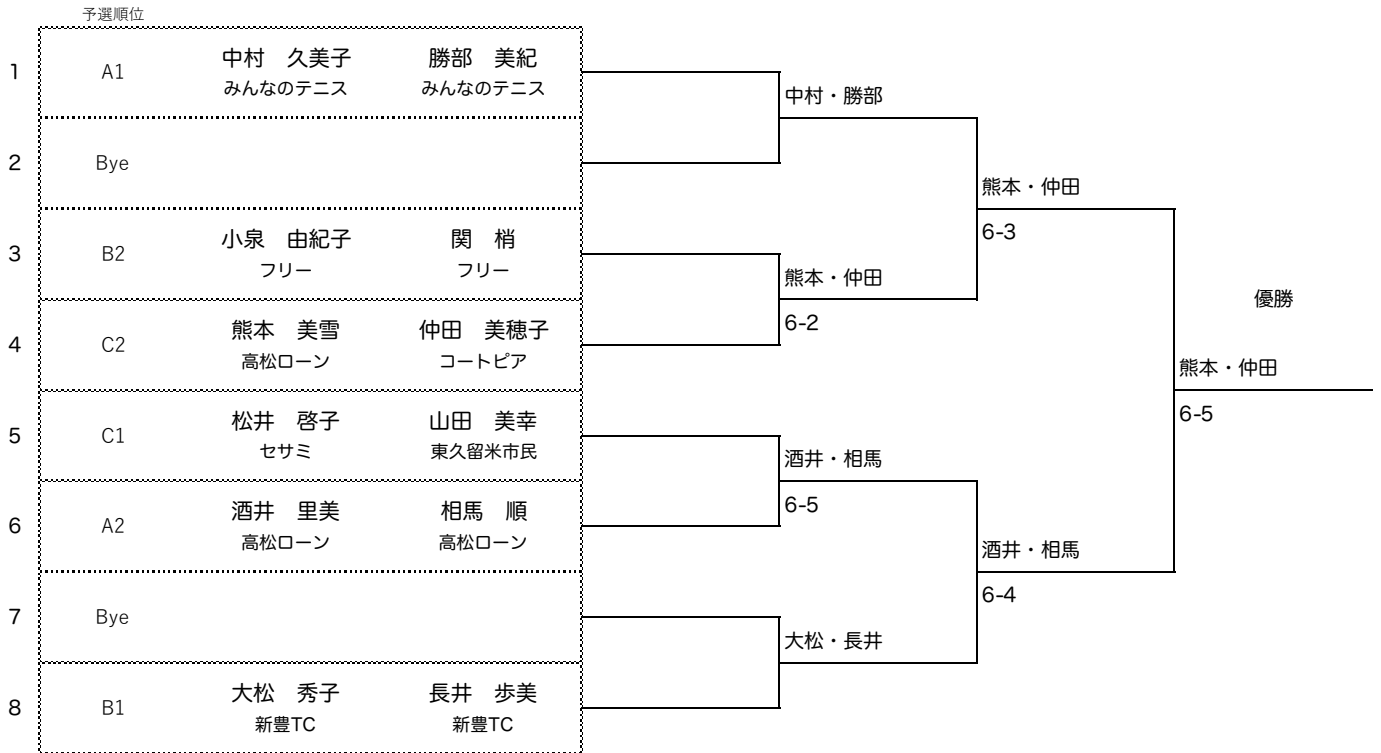 予選順位
1 A1 中村 久美子 勝部 美紀
みんなのテニス みんなのテニス
中村・勝部
2 Bye
熊本・仲田
6-3
3 B2 小泉 由紀子 関 梢
フリー フリー
熊本・仲田
6-2
4 C2 熊本 美雪 仲田 美穂子
高松ローン コートピア
優勝
熊本・仲田
6-5
5 C1 松井 啓子 山田 美幸
セサミ 東久留米市民
酒井・相馬
6-5
6 A2 酒井 里美 相馬 順
高松ローン 高松ローン
酒井・相馬
6-4
7 Bye
大松・長井
8 B1 大松 秀子 長井 歩美
新豊TC 新豊TC